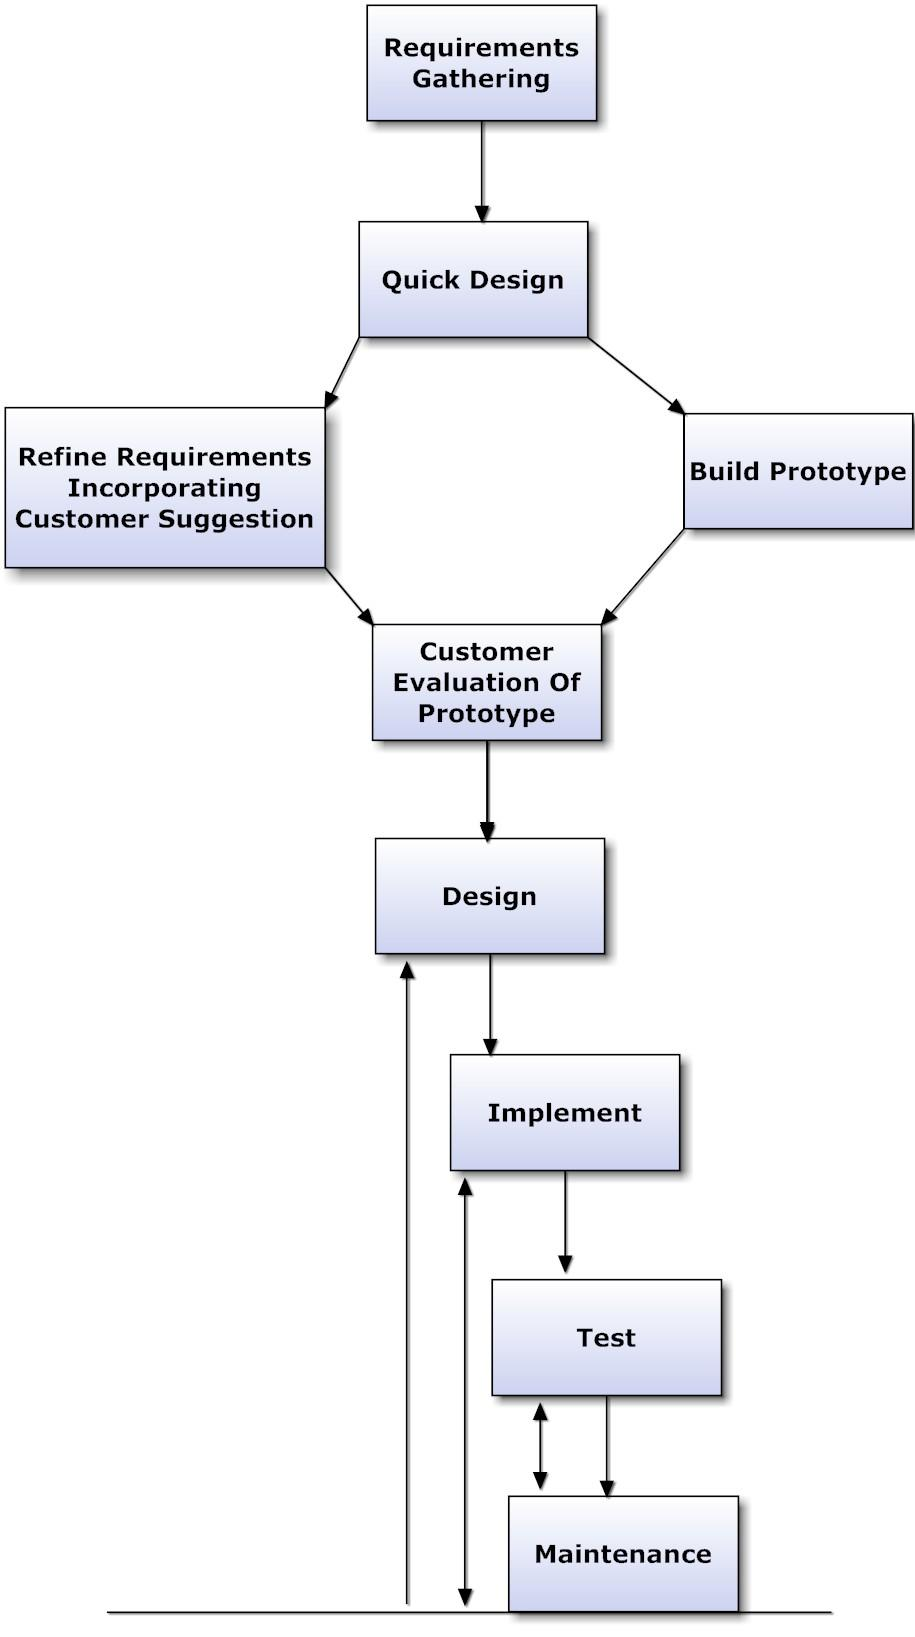 Requirements
Gathering
Quick Design
Refine Requirements
Incorporating
Customer Suggestion
Build Prototype
Customer
Evaluation Of
Prototype
Design
Implement
Test
Maintenance